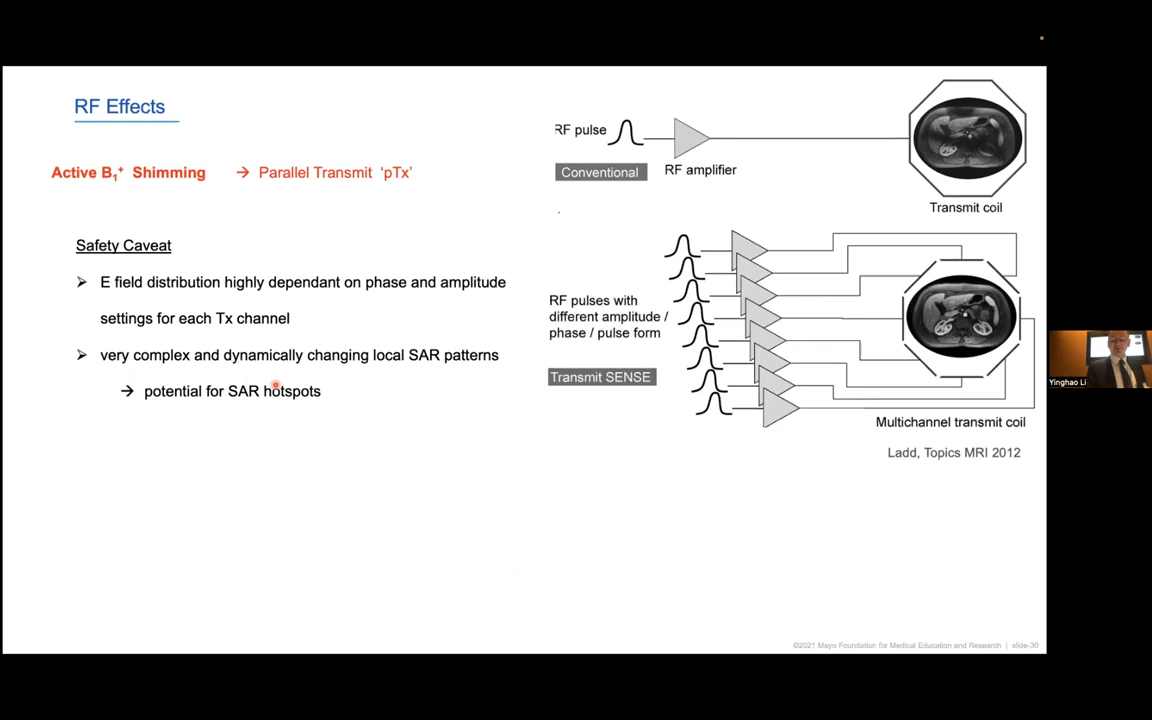 RF Effects
Active B1+ Shimming → Parallel Transmit 'pTx'
Safety Caveat
➢ E field distribution highly dependant on phase and amplitude
settings for each Tx channel
➢ very complex and dynamically changing local SAR patterns
→ potential for SAR hotspots
RF pulse
Conventional
RF amplifier
Transmit coil
RF pulses with
different amplitude /
phase / pulse form
Transmit SENSE
Multichannel transmit coil
Ladd, Topics MRI 2012
©2021 Mayo Foundation for Medical Education and Research | slide-30
Yinghao Li